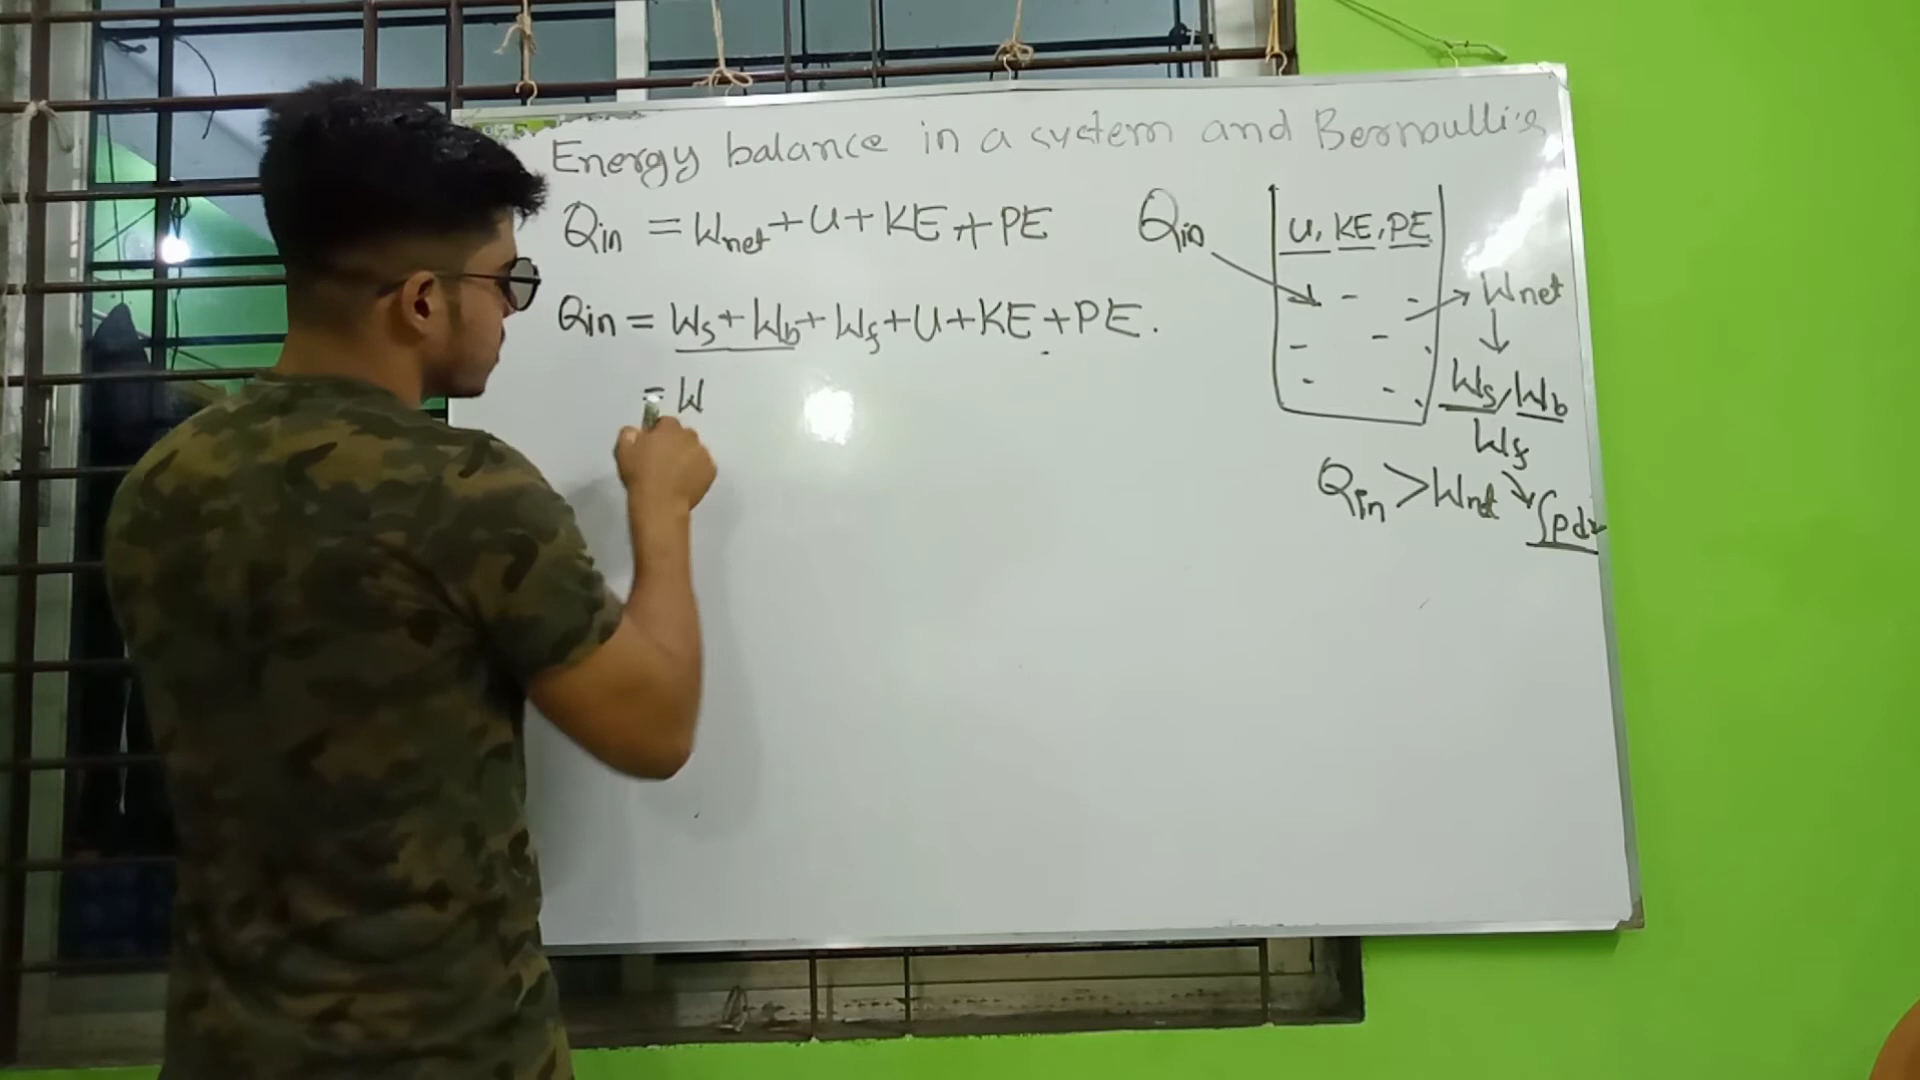 Energy balance in a system and Bernoulli's
Qin = Wnet + U + KE + PE
Qin = Ws + Wb + Wf + U + KE + PE.
= W
Qin
U, KE, PE
Wnet
Ws/Wb
Wf
Qin > Wnet
∫pdv